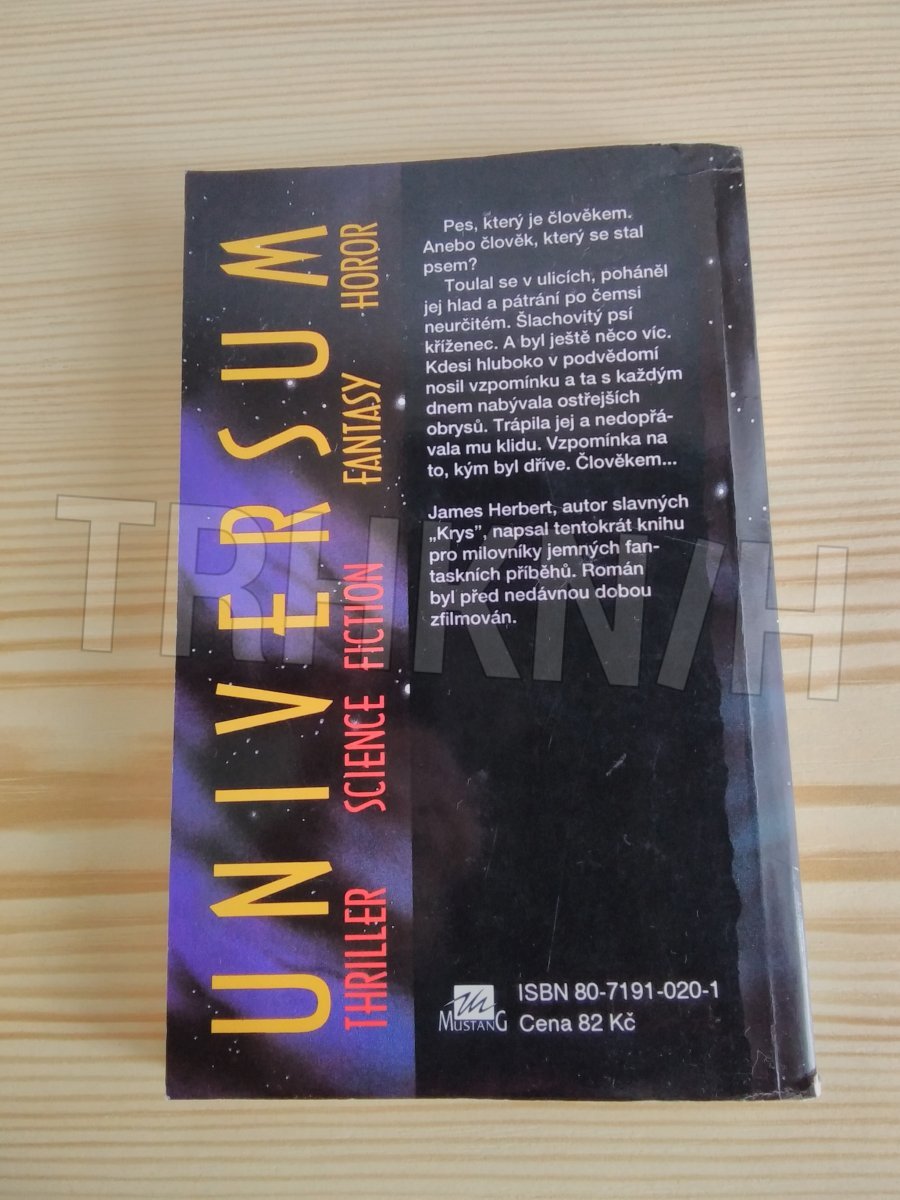 UNIVERSUM
THRILLER SCIENCE FICTION FANTASY HOROR
Pes, který je člověkem.
Anebo člověk, který se stal
psem?
Toulal se v ulicích, poháněl
jej hlad a pátrání po čemsi
neurčitém. Šlachovitý psí
kříženec. A byl ještě něco víc.
Kdesi hluboko v podvědomí
nosil vzpomínku a ta s každým
dnem nabývala ostřejších
obrysů. Trápila jej a nedopřá-
vala mu klidu. Vzpomínka na
to, kým byl dříve. Člověkem...
James Herbert, autor slavných
„Krys”, napsal tentokrát knihu
pro milovníky jemných fan-
taskních příběhů. Román
byl před nedávnou dobou
zfilmován.
MUSTANG
ISBN 80-7191-020-1
Cena 82 Kč
TRHKNIH